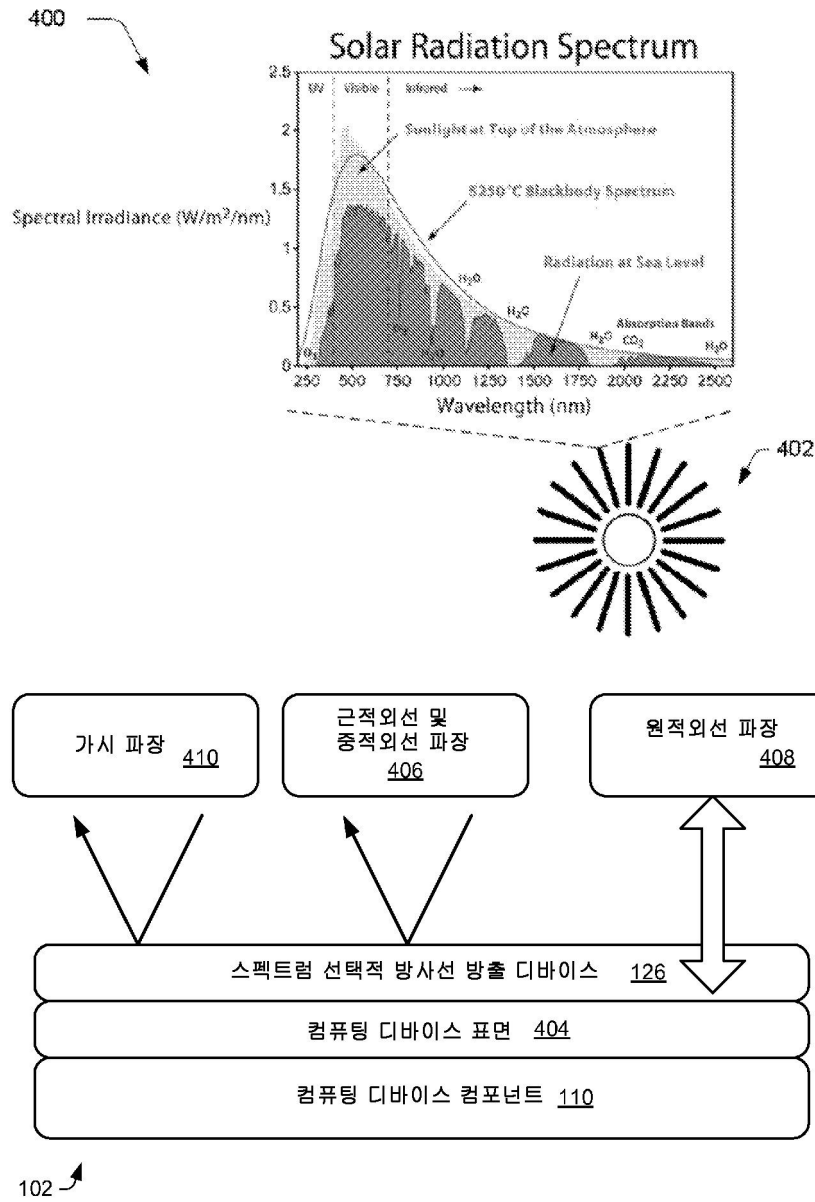 400
Solar Radiation Spectrum
2.5
2
1.5
1
0.5
0
UV Visible Infrared
Sunlight at Top of the Atmosphere
5250°C Blackbody Spectrum
Radiation at Sea Level
Absorption Bands
H₂O
H₂O
H₂O CO₂
H₂O
H₂O
Spectral Irradiance (W/m²/nm)
250 500 750 1000 1250 1500 1750 2000 2250 2500
Wavelength (nm)
402
가시 파장 410
근적외선 및
중적외선 파장
406
원적외선 파장
408
스펙트럼 선택적 방사선 방출 디바이스 126
컴퓨팅 디바이스 표면 404
컴퓨팅 디바이스 컴포넌트 110
102